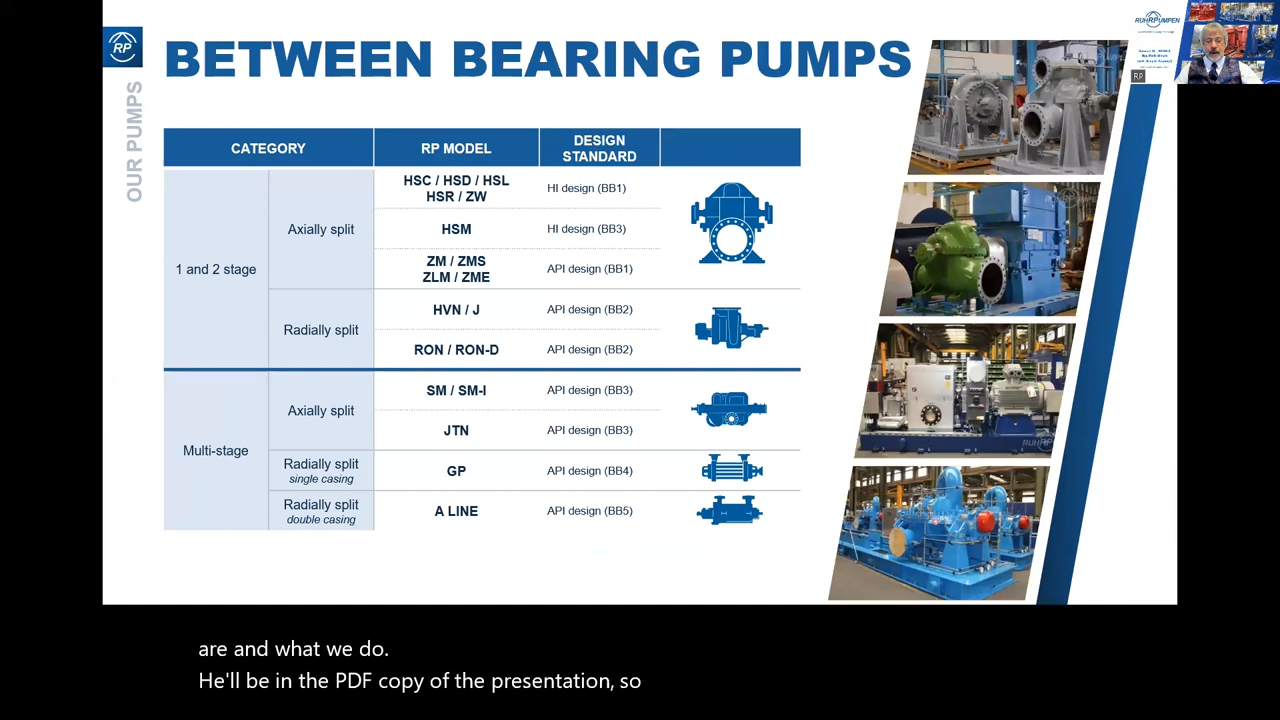 RP
OUR PUMPS
BETWEEN BEARING PUMPS
RUHRPUMPEN
RP
CATEGORY
RP MODEL
DESIGN
STANDARD
1 and 2 stage
Axially split
HSC / HSD / HSL
HSR / ZW
HI design (BB1)
HSM
HI design (BB3)
ZM / ZMS
ZLM / ZME
API design (BB1)
Radially split
HVN / J
API design (BB2)
RON / RON-D
API design (BB2)
Multi-stage
Axially split
SM / SM-I
API design (BB3)
JTN
API design (BB3)
Radially split
single casing
GP
API design (BB4)
Radially split
double casing
A LINE
API design (BB5)
are and what we do.
He'll be in the PDF copy of the presentation, so